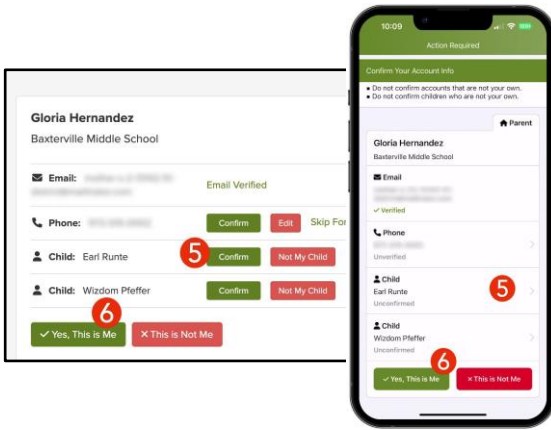 Gloria Hernandez
Baxterville Middle School
Email:
Email Verified
Phone:
Confirm
Edit
Skip For
Child: Earl Runte
5
Confirm
Not My Child
Child: Wizdom Pfeffer
Confirm
Not My Child
6
Yes, This is Me
This is Not Me
10:09
Action Required
Confirm Your Account Info
Do not confirm accounts that are not your own.
Do not confirm children who are not your own.
Parent
Gloria Hernandez
Baxterville Middle School
Email
Verified
Phone
Unverified
Child
Earl Runte
Unconfirmed
5
Child
Wizdom Pfeffer
Unconfirmed
6
Yes, This is Me
This is Not Me